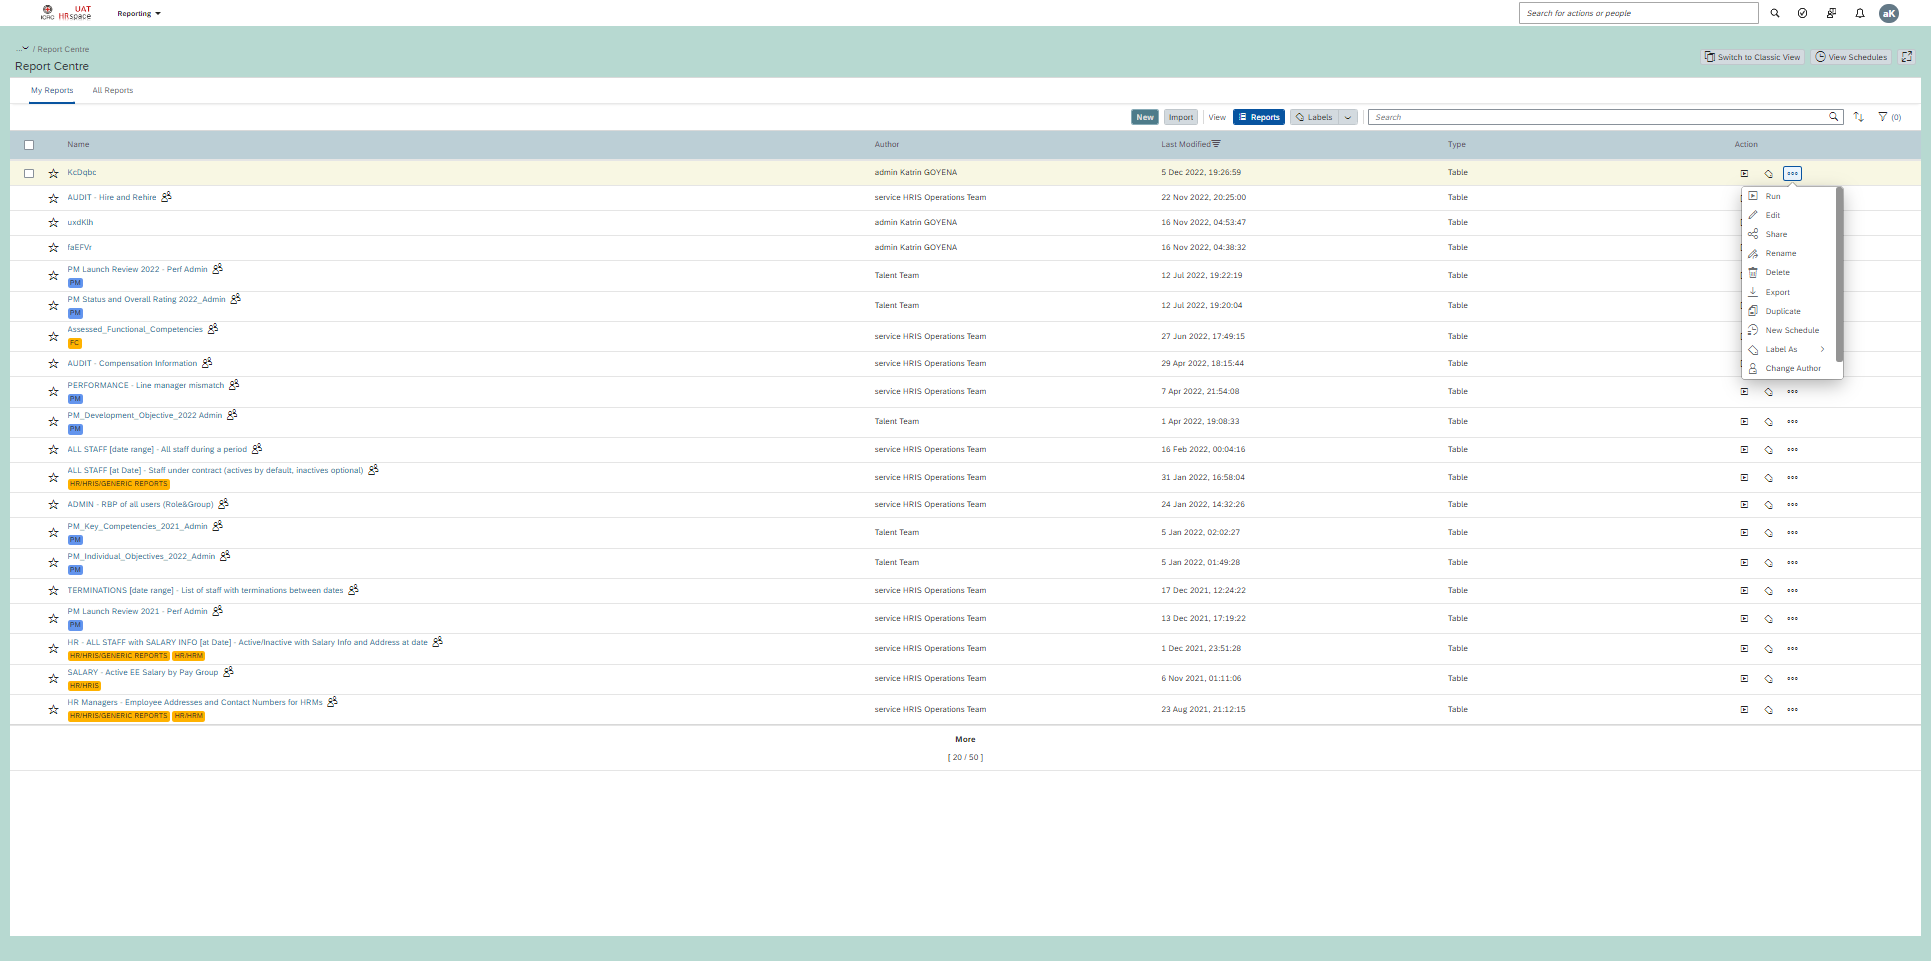 ICRC
UAT
HRspace
Reporting
Search for actions or people
aK
... / Report Centre
Report Centre
Switch to Classic View
View Schedules
My Reports
All Reports
New
Import
View
Reports
Labels
Search
(0)
Name Author Last Modified Type Action
KcDqbc admin Katrin GOYENA 5 Dec 2022, 19:26:59 Table
AUDIT - Hire and Rehire service HRIS Operations Team 22 Nov 2022, 20:25:00 Table
uxdKlh admin Katrin GOYENA 16 Nov 2022, 04:53:47 Table
faEFVr admin Katrin GOYENA 16 Nov 2022, 04:38:32 Table
PM Launch Review 2022 - Perf Admin Talent Team 12 Jul 2022, 19:22:19 Table
PM
PM Status and Overall Rating 2022_Admin Talent Team 12 Jul 2022, 19:20:04 Table
PM
Assessed_Functional_Competencies service HRIS Operations Team 27 Jun 2022, 17:49:15 Table
FC
AUDIT - Compensation Information service HRIS Operations Team 29 Apr 2022, 18:15:44 Table
PERFORMANCE - Line manager mismatch service HRIS Operations Team 7 Apr 2022, 21:54:08 Table
PM
PM_Development_Objective_2022 Admin Talent Team 1 Apr 2022, 19:08:33 Table
PM
ALL STAFF [date range] - All staff during a period service HRIS Operations Team 16 Feb 2022, 00:04:16 Table
ALL STAFF [at Date] - Staff under contract (actives by default, inactives optional) service HRIS Operations Team 31 Jan 2022, 16:58:04 Table
HR/HRIS/GENERIC REPORTS
ADMIN - RBP of all users (Role&Group) service HRIS Operations Team 24 Jan 2022, 14:32:26 Table
PM_Key_Competencies_2021_Admin Talent Team 5 Jan 2022, 02:02:27 Table
PM
PM_Individual_Objectives_2022_Admin Talent Team 5 Jan 2022, 01:49:28 Table
PM
TERMINATIONS [date range] - List of staff with terminations between dates service HRIS Operations Team 17 Dec 2021, 12:24:22 Table
PM Launch Review 2021 - Perf Admin service HRIS Operations Team 13 Dec 2021, 17:19:22 Table
PM
HR - ALL STAFF with SALARY INFO [at Date] - Active/Inactive with Salary Info and Address at date service HRIS Operations Team 1 Dec 2021, 23:51:28 Table
HR/HRIS/GENERIC REPORTS HR/HRM
SALARY - Active EE Salary by Pay Group service HRIS Operations Team 6 Nov 2021, 01:11:06 Table
HR/HRIS
HR Managers - Employee Addresses and Contact Numbers for HRMs service HRIS Operations Team 23 Aug 2021, 21:12:15 Table
HR/HRIS/GENERIC REPORTS HR/HRM
Run
Edit
Share
Rename
Delete
Export
Duplicate
New Schedule
Label As
Change Author
More
[ 20 / 50 ]